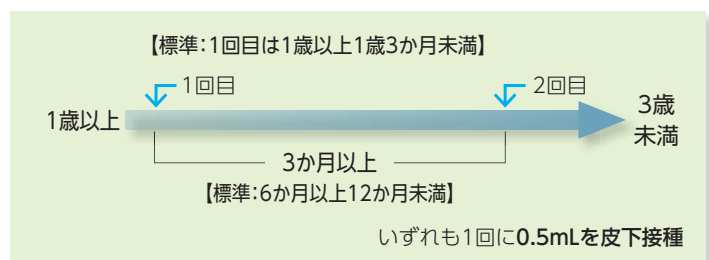 【標準：1回目は1歳以上1歳3か月未満】
1回目
2回目
1歳以上
3歳
未満
3か月以上
【標準：6か月以上12か月未満】
いずれも1回に0.5mLを皮下接種